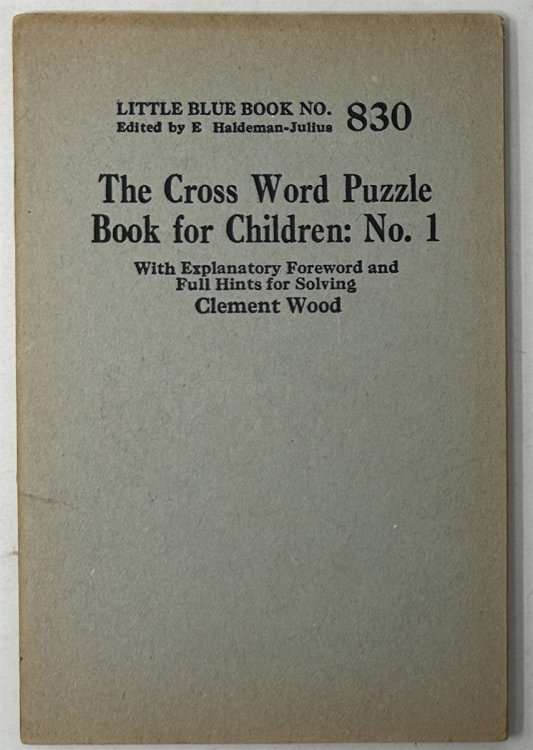 LITTLE BLUE BOOK NO. 830
Edited by E Haldeman-Julius
The Cross Word Puzzle
Book for Children: No. 1
With Explanatory Foreword and
Full Hints for Solving
Clement Wood